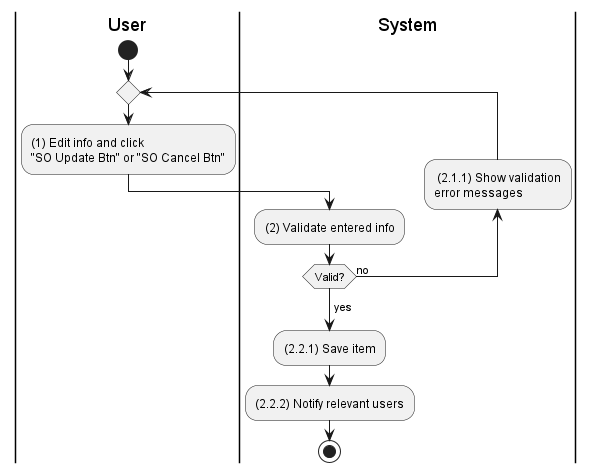 User
System
(1) Edit info and click
"SO Update Btn" or "SO Cancel Btn"
(2.1.1) Show validation
error messages
(2) Validate entered info
Valid?
no
yes
(2.2.1) Save item
(2.2.2) Notify relevant users